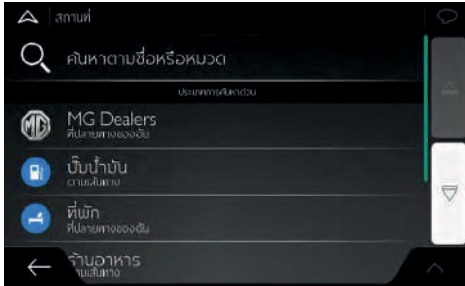 สถานที่
ค้นหาตามชื่อหรือหมวด
ประเภทการค้นหาด่วน
MG Dealers
ที่ปลายทางของฉัน
ปั๊มน้ำมัน
ตามเส้นทาง
ที่พัก
ที่ปลายทางของฉัน
ร้านอาหาร
ตามเส้นทาง